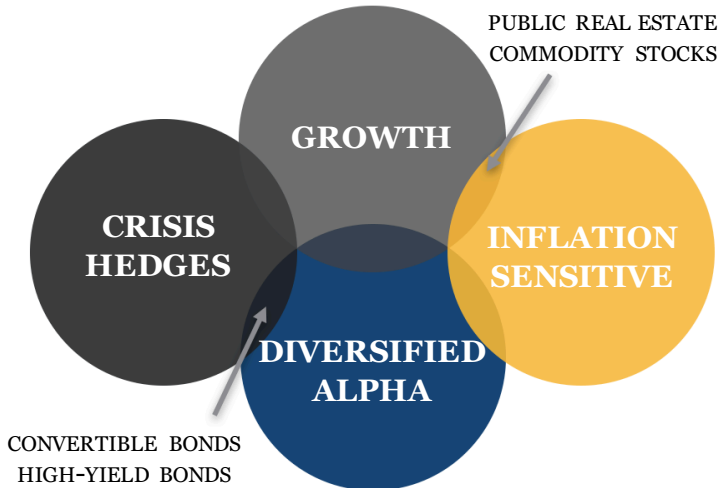 PUBLIC REAL ESTATE
COMMODITY STOCKS
GROWTH
CRISIS
HEDGES
INFLATION
SENSITIVE
DIVERSIFIED
ALPHA
CONVERTIBLE BONDS
HIGH-YIELD BONDS